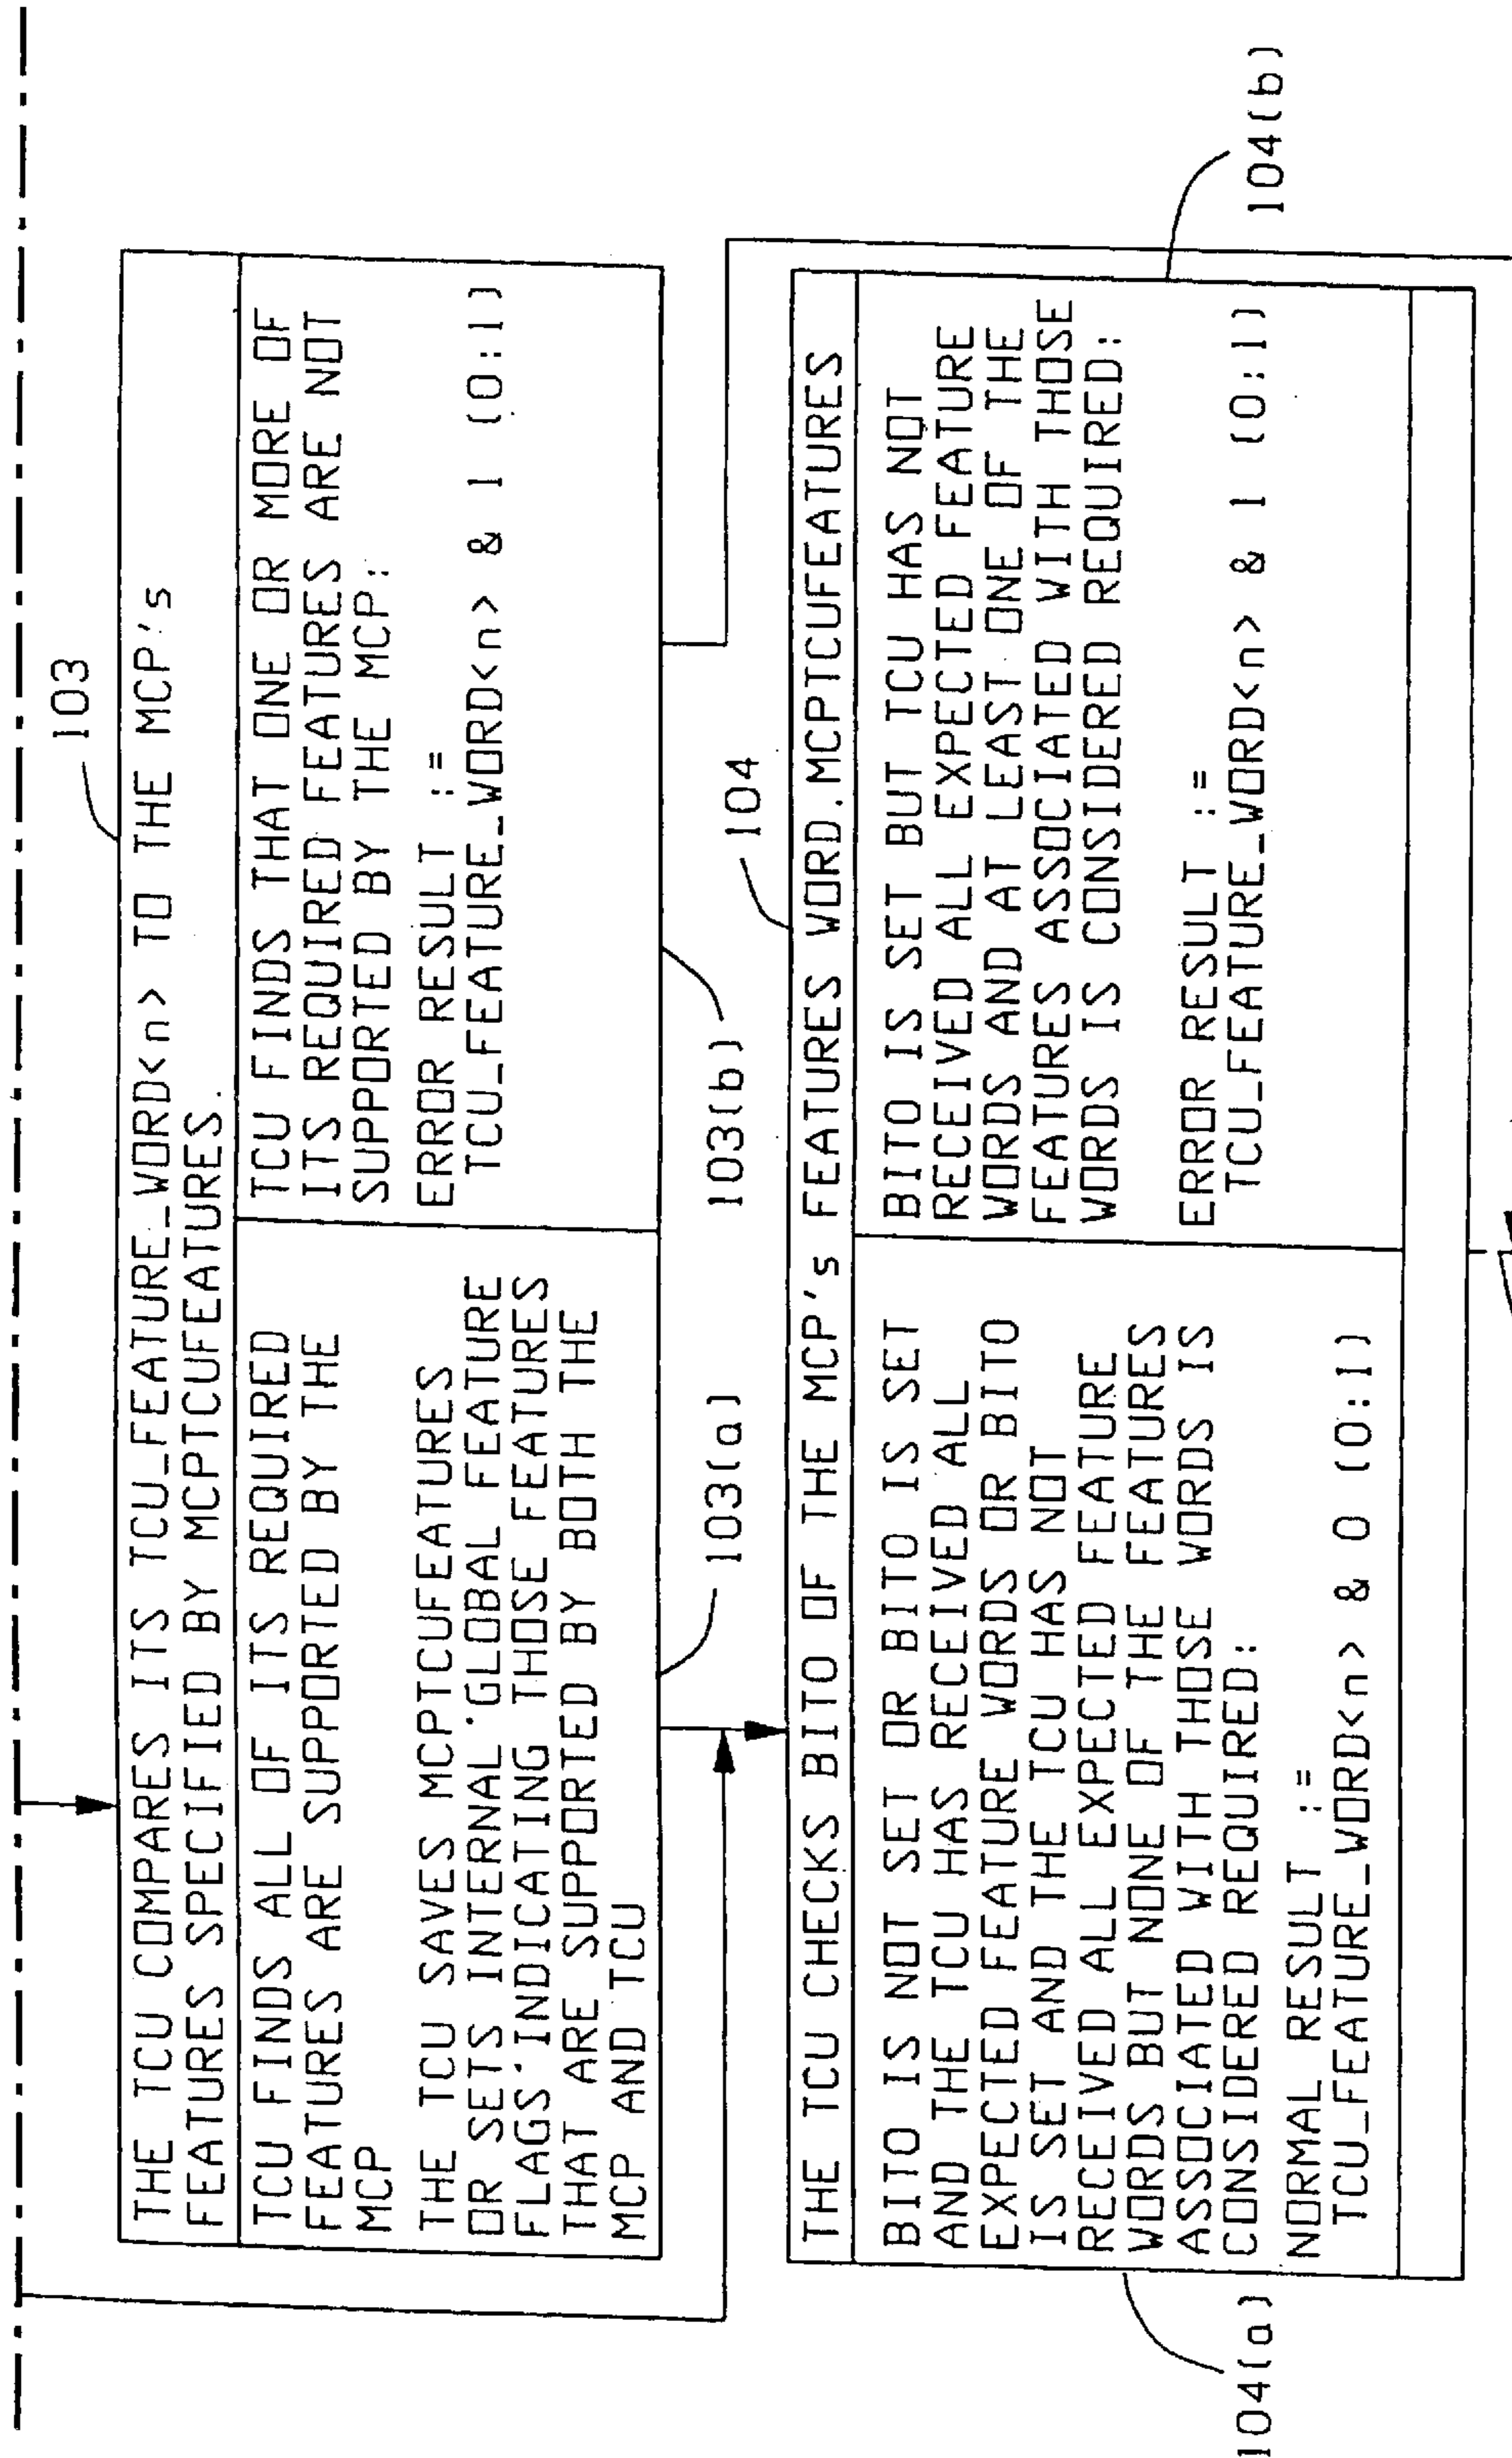 103
THE TCU COMPARES ITS TCU_FEATURE_WORD<n> TO THE MCP's
FEATURES SPECIFIED BY MCPTCUFEATURES.
TCU FINDS ALL OF ITS REQUIRED
FEATURES ARE SUPPORTED BY THE
MCP
THE TCU SAVES MCPTCUFEATURES
OR SETS INTERNAL 'GLOBAL FEATURE
FLAGS' INDICATING THOSE FEATURES
THAT ARE SUPPORTED BY BOTH THE
MCP AND TCU
TCU FINDS THAT ONE OR MORE OF
ITS REQUIRED FEATURES ARE NOT
SUPPORTED BY THE MCP:
ERROR RESULT :=
TCU_FEATURE_WORD<n> & 1 (0:1)
103(a)
103(b)
104
THE TCU CHECKS BIT0 OF THE MCP's FEATURES WORD.MCPTCUFEATURES
BIT0 IS NOT SET OR BIT0 IS SET
AND THE TCU HAS RECEIVED ALL
EXPECTED FEATURE WORDS OR BIT0
IS SET AND THE TCU HAS NOT
RECEIVED ALL EXPECTED FEATURE
WORDS BUT NONE OF THE FEATURES
ASSOCIATED WITH THOSE WORDS IS
CONSIDERED REQUIRED:
NORMAL RESULT :=
TCU_FEATURE_WORD<n> & 0 (0:1)
BIT0 IS SET BUT TCU HAS NOT
RECEIVED ALL EXPECTED FEATURE
WORDS AND AT LEAST ONE OF THE
FEATURES ASSOCIATED WITH THOSE
WORDS IS CONSIDERED REQUIRED:
ERROR RESULT :=
TCU_FEATURE_WORD<n> & 1 (0:1)
104(a)
104(b)